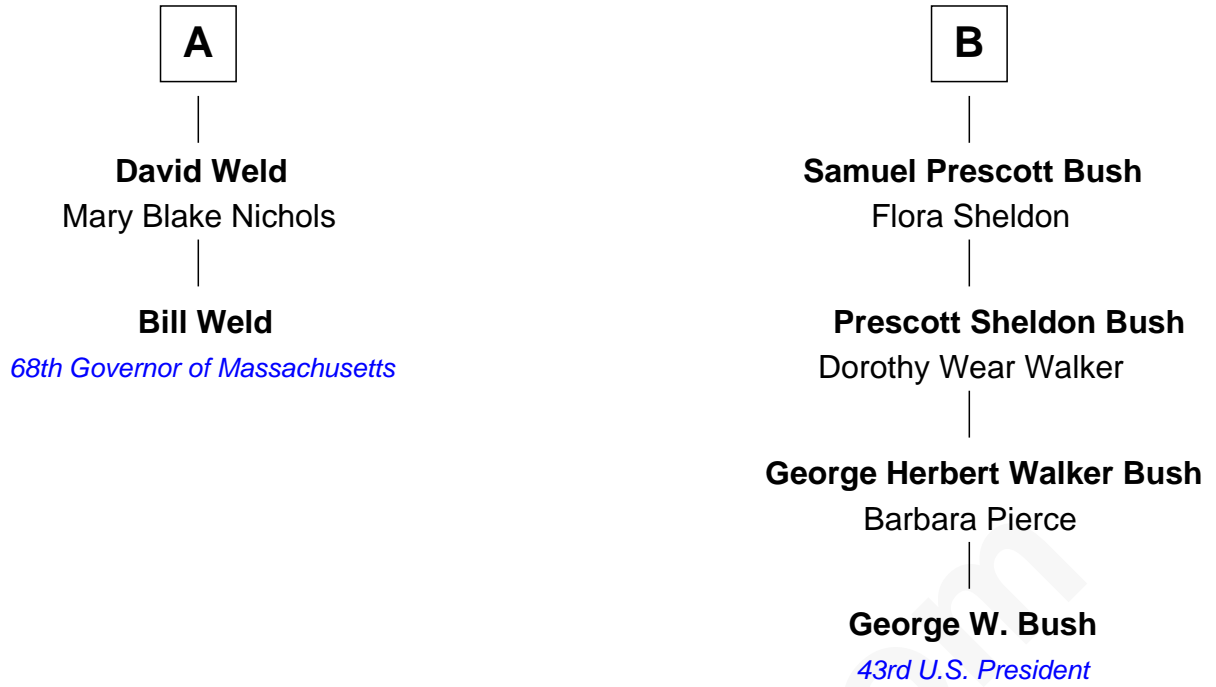 A
David Weld
Mary Blake Nichols
Bill Weld
68th Governor of Massachusetts
B
Samuel Prescott Bush
Flora Sheldon
Prescott Sheldon Bush
Dorothy Wear Walker
George Herbert Walker Bush
Barbara Pierce
George W. Bush
43rd U.S. President